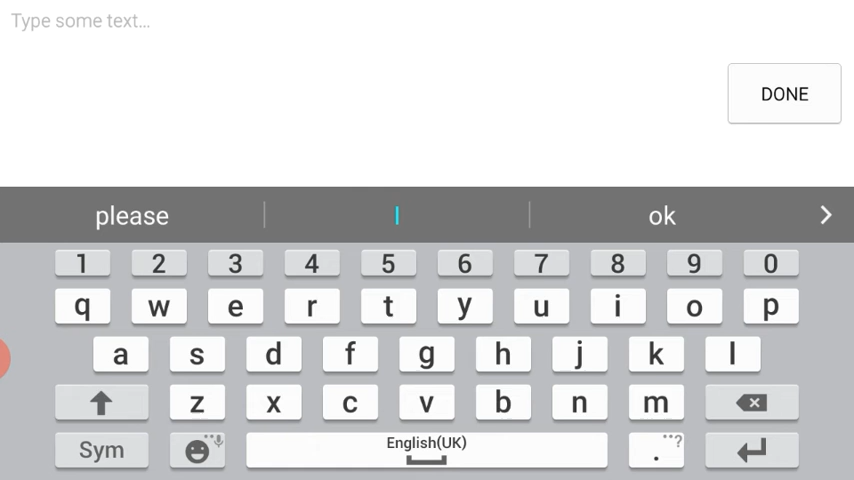 Type some text...
DONE
please I ok
1 2 3 4 5 6 7 8 9 0
q w e r t y u i o p
a s d f g h j k l
z x c v b n m
Sym English(UK) . ?